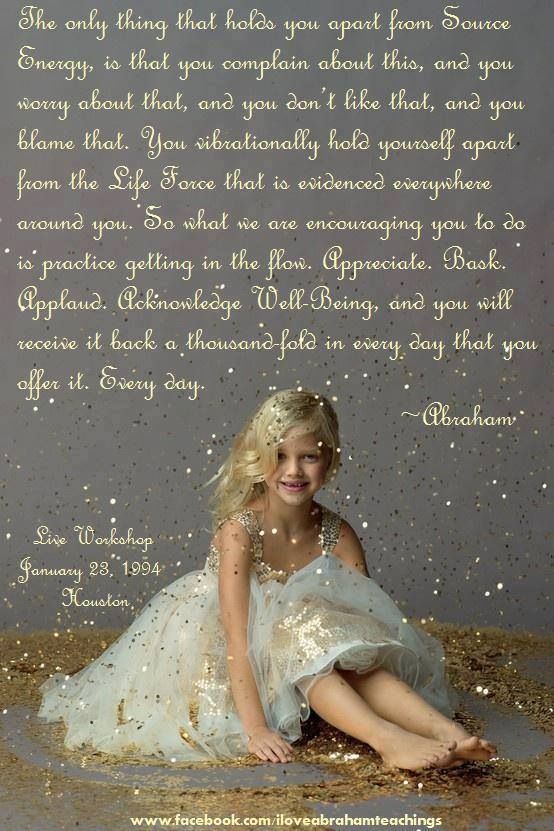 The only thing that holds you apart from Source
Energy, is that you complain about this, and you
worry about that, and you don't like that, and you
blame that. You vibrationally hold yourself apart
from the Life Force that is evidenced everywhere
around you. So what we are encouraging you to do
is practice getting in the flow. Appreciate. Bask.
Applaud. Acknowledge Well-Being, and you will
receive it back a thousand-fold in every day that you
offer it. Every day.
~Abraham
Live Workshop
January 23, 1994
Houston
www.facebook.com/iloveabrahamteachings